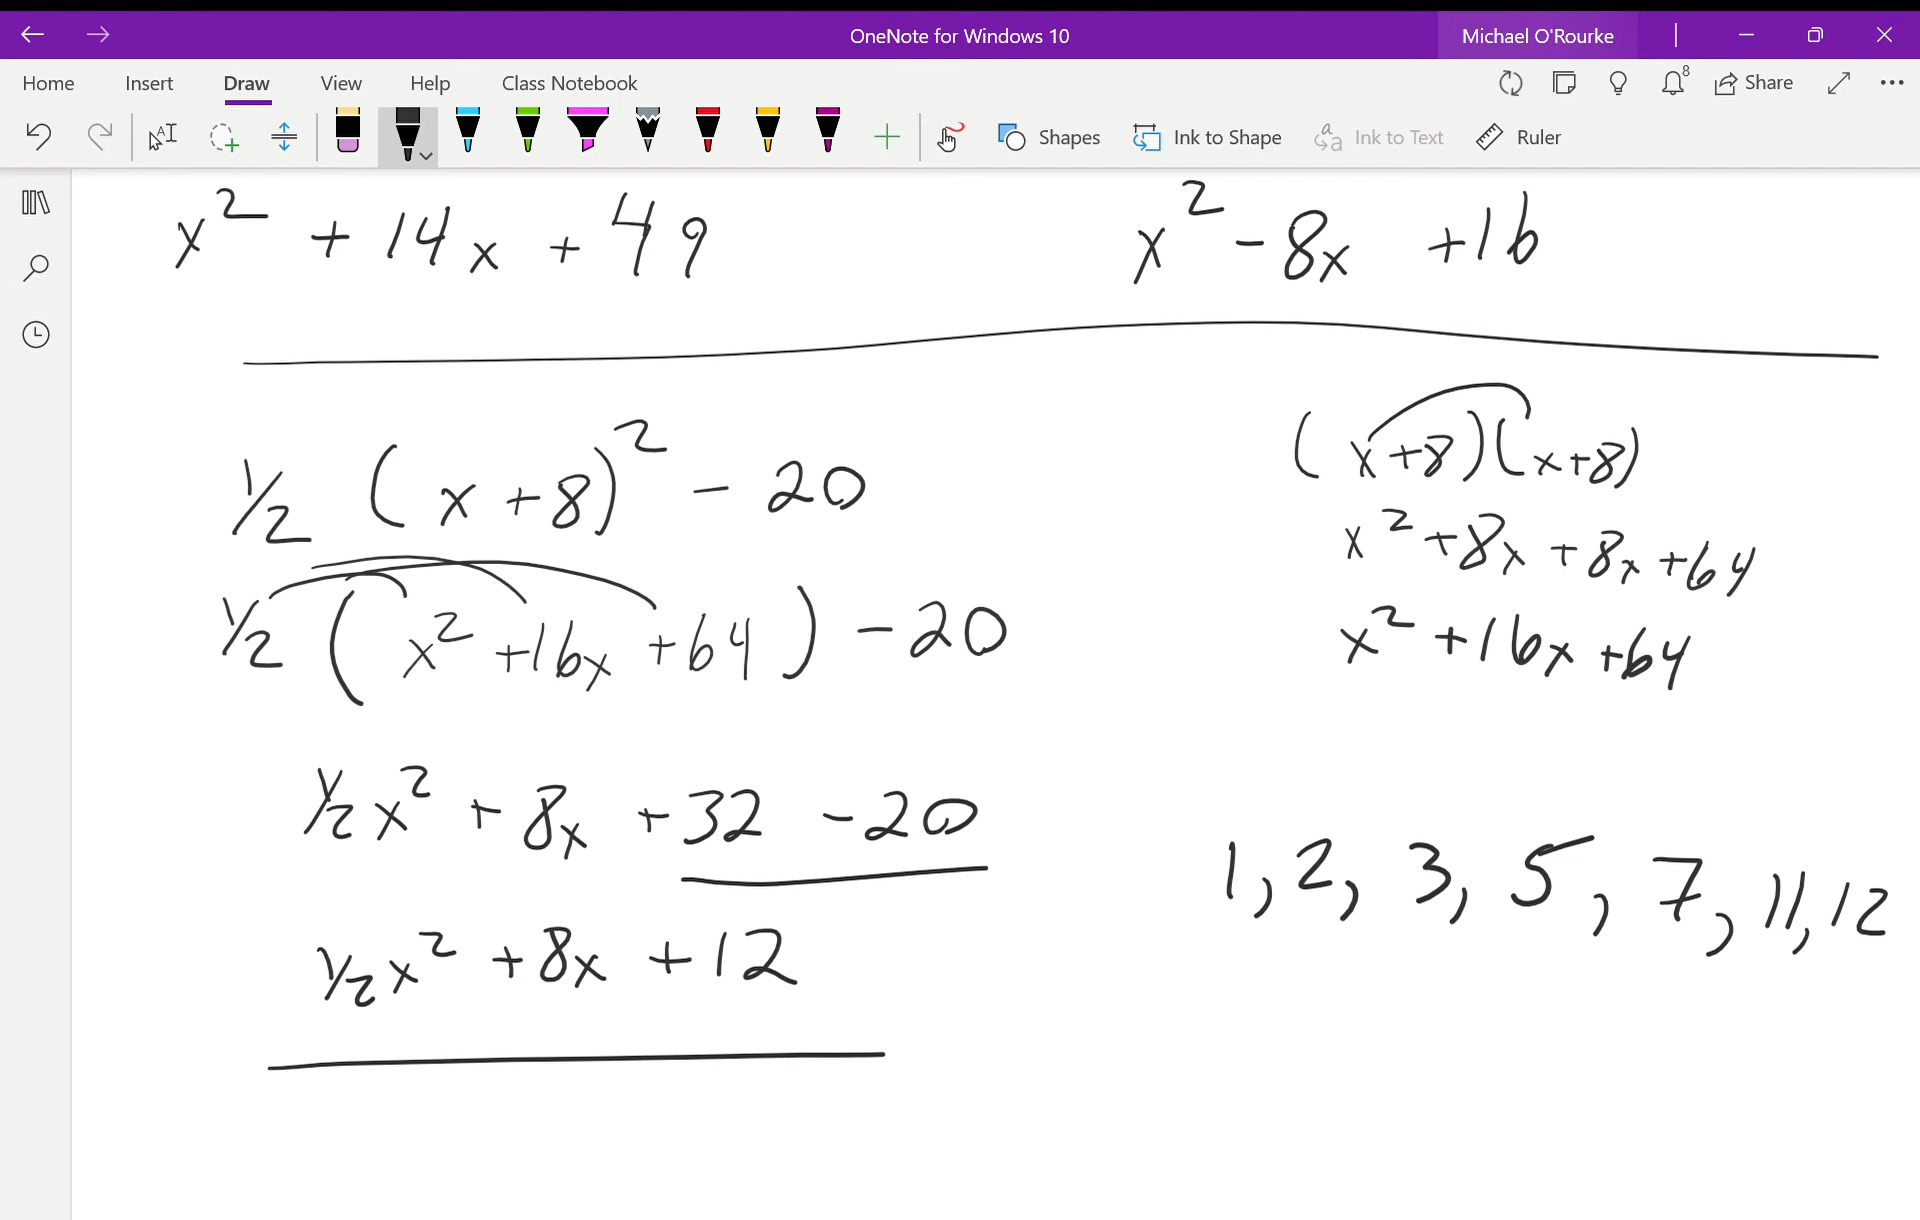 OneNote for Windows 10 Michael O'Rourke
Home Insert Draw View Help Class Notebook 8 Share
Shapes Ink to Shape Ink to Text Ruler
x² + 14x + 49
x² - 8x + 16
1/2 (x + 8)² - 20
1/2 (x² + 16x + 64) - 20
1/2x² + 8x + 32 - 20
1/2x² + 8x + 12
(x+8)(x+8)
x² + 8x + 8x + 64
x² + 16x + 64
1, 2, 3, 5, 7, 11, 12